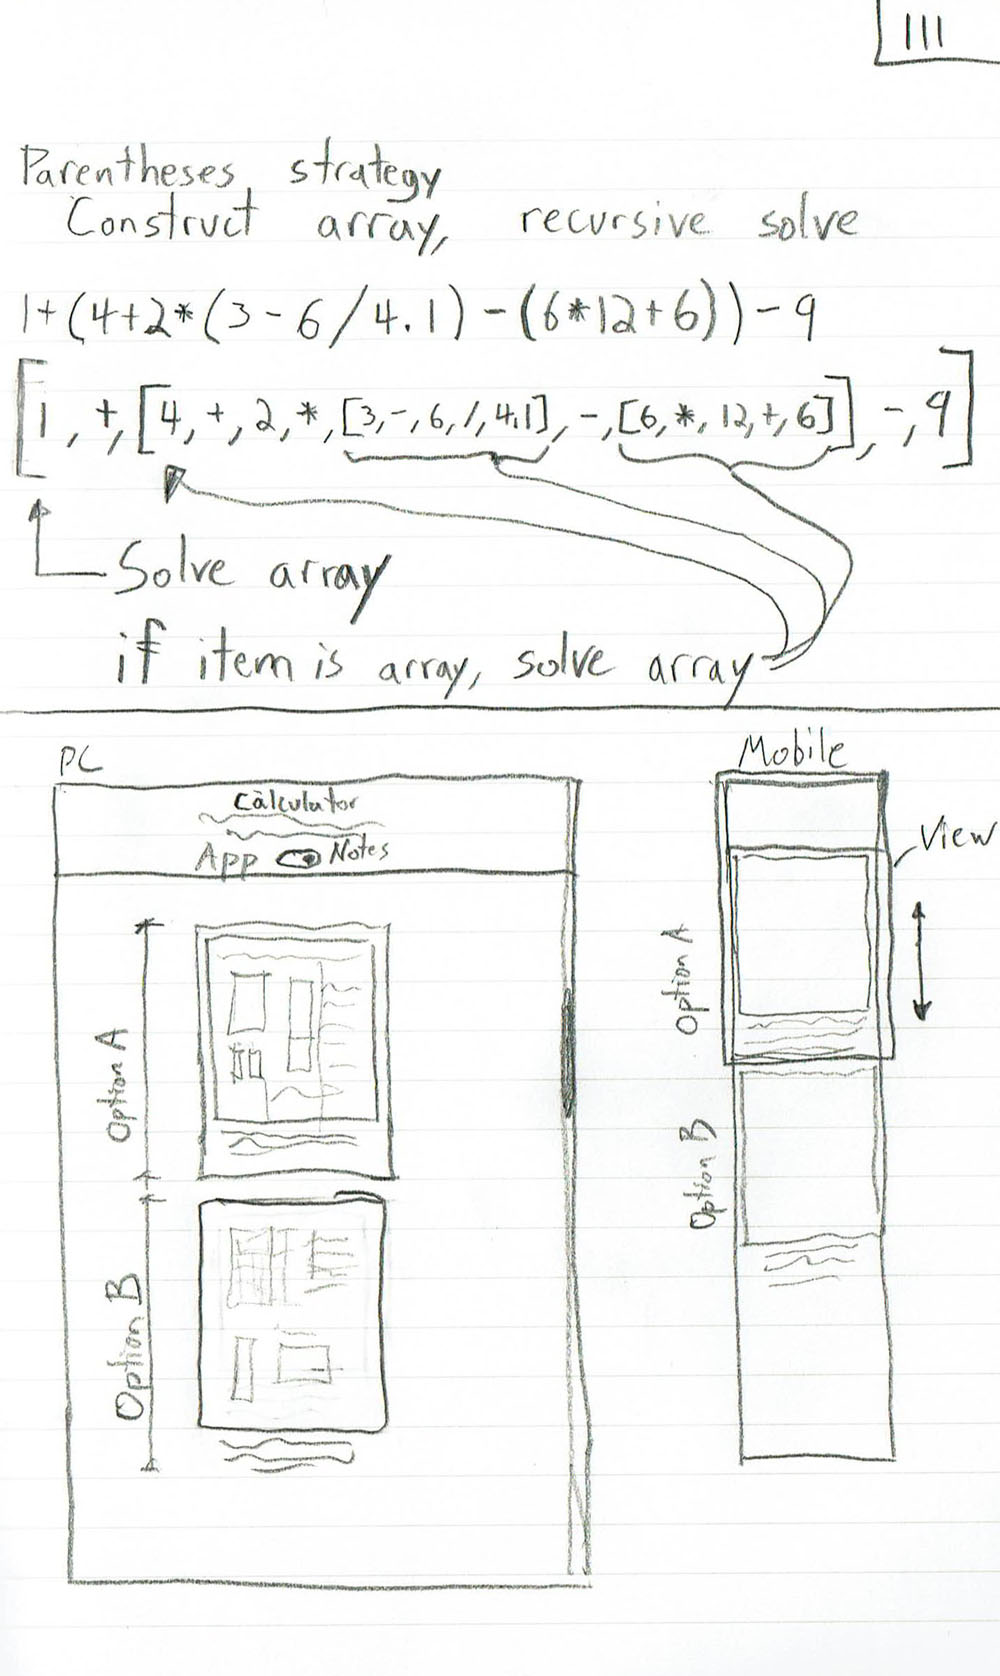 111
Parentheses strategy
Construct array, recursive solve
1+(4+2*(3-6/4.1)-(6*12+6))-9
[1,+,[4,+,2,*,[3,-,6,/,4.1],-,[6,*,12,+,6]],-,9]
Solve array
if item is array, solve array
PC
Calculator
App Notes
Option A
Option B
Mobile
View
Option A
Option B